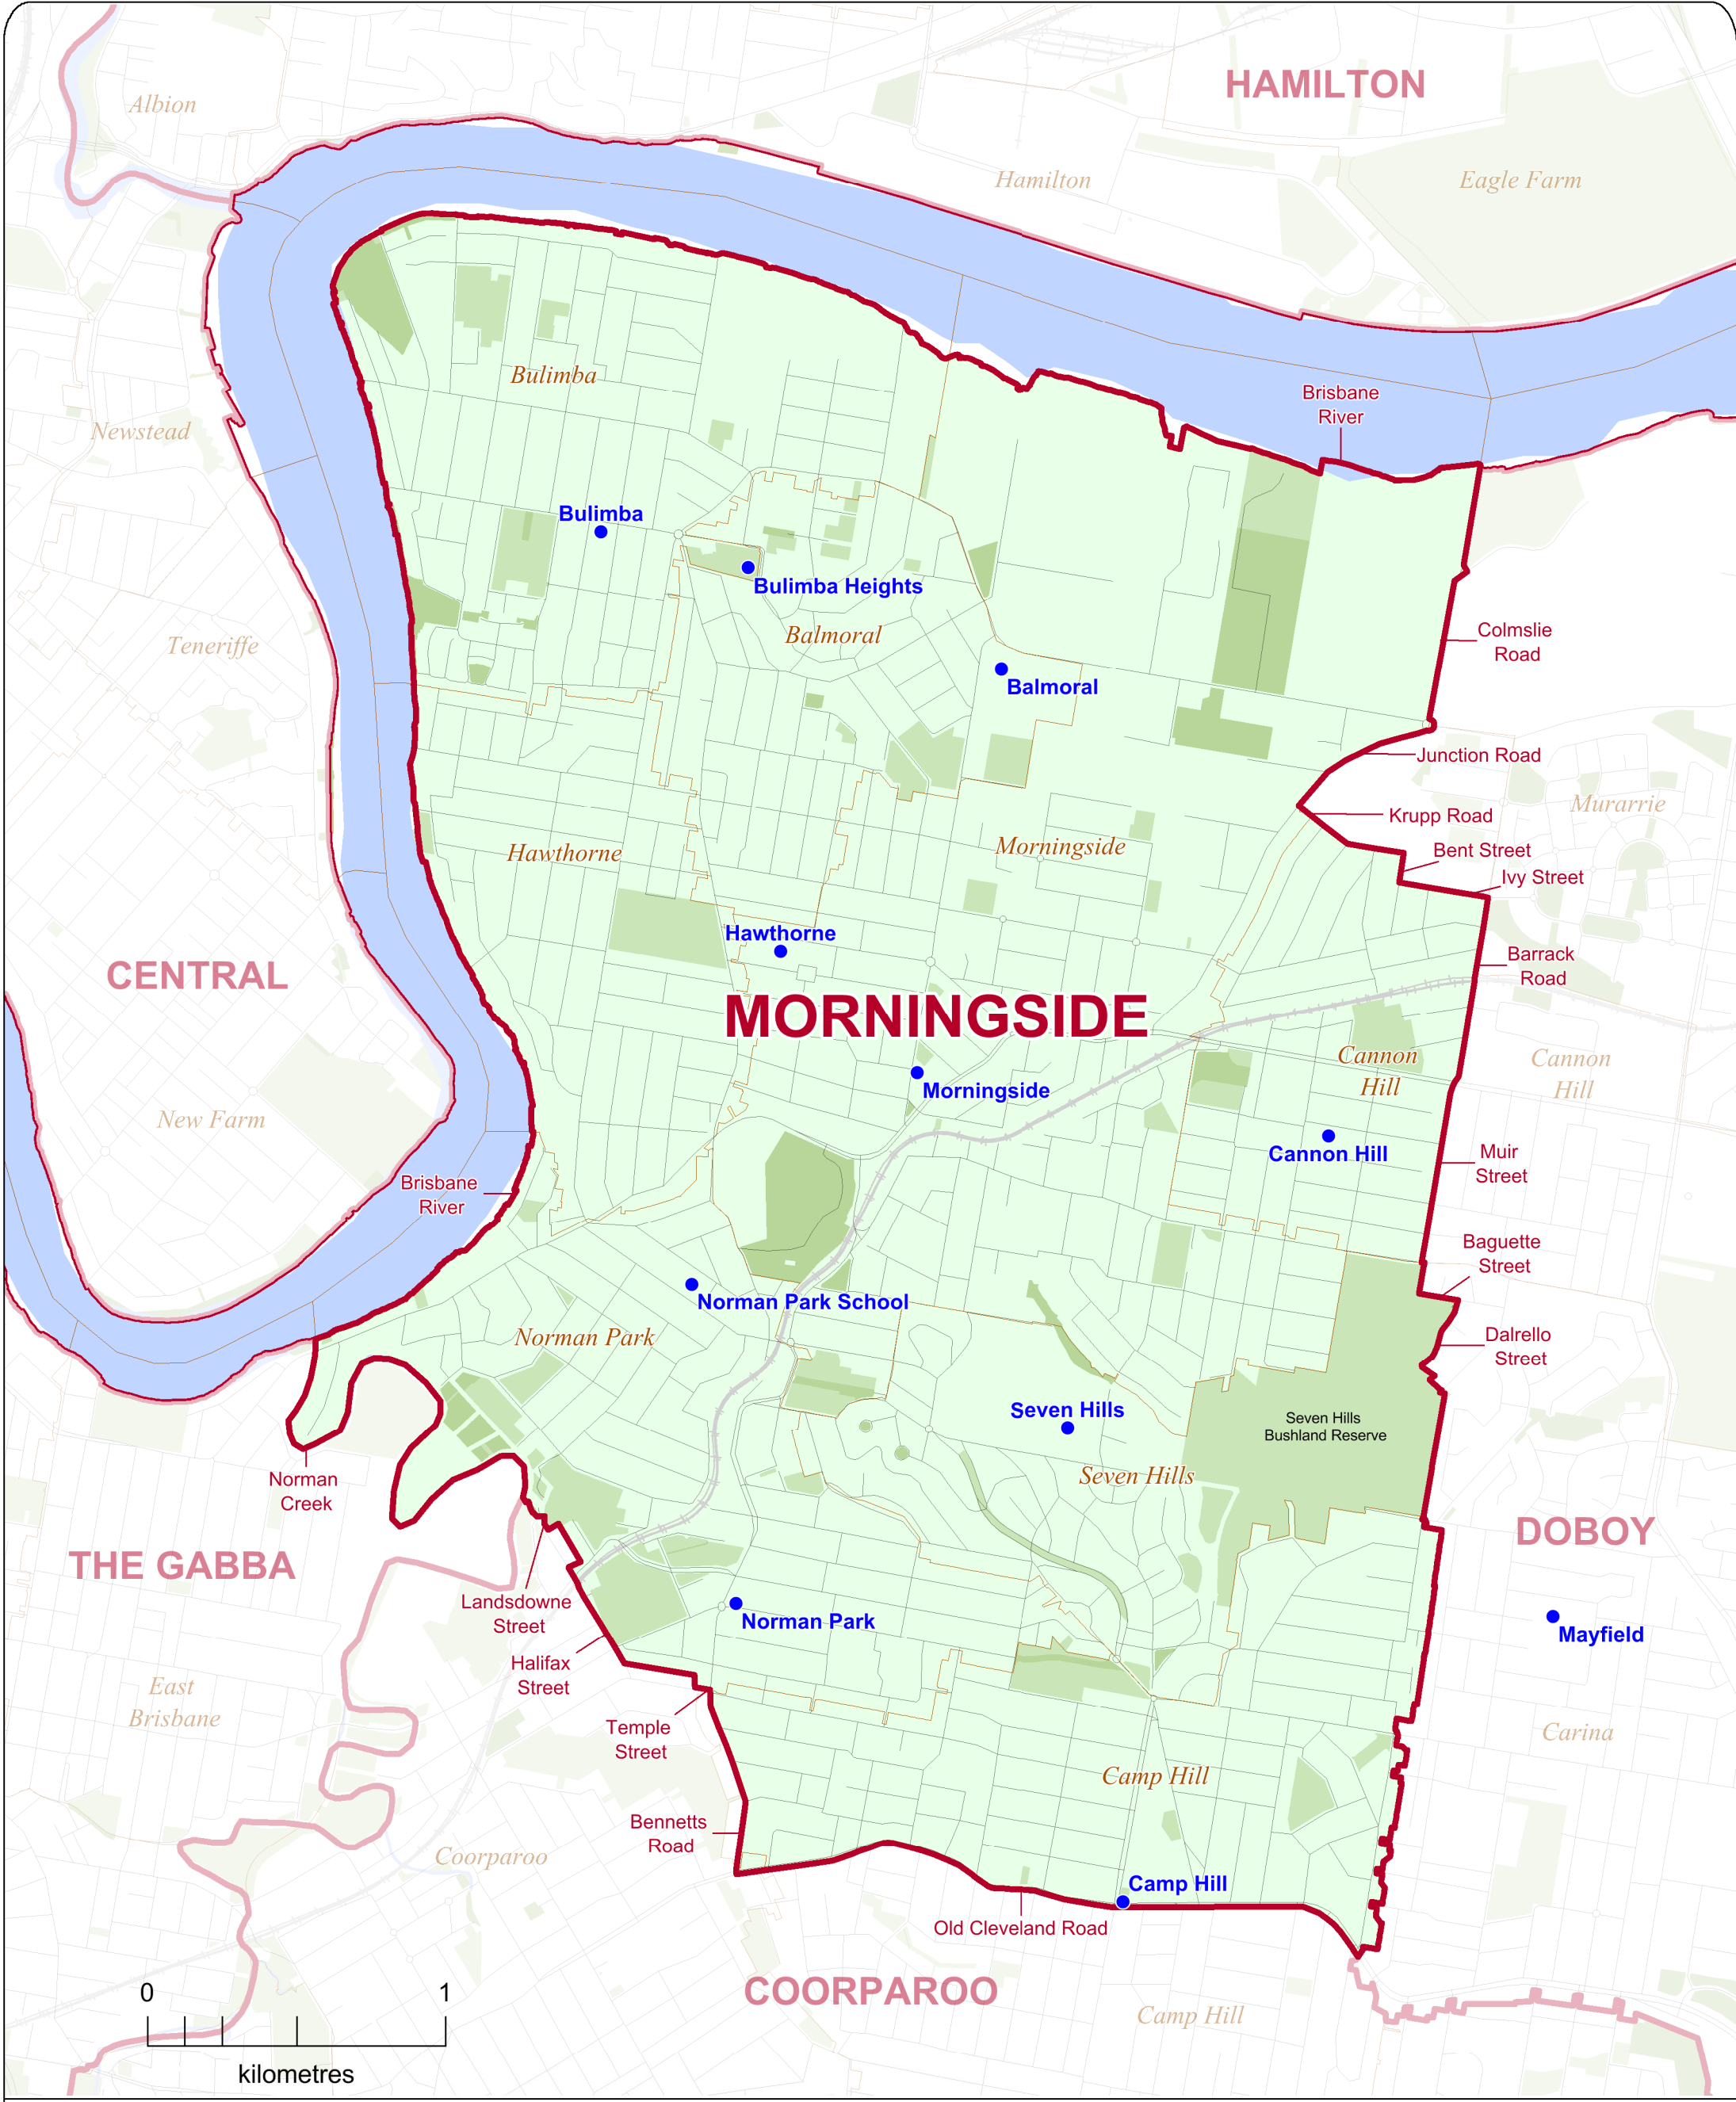 HAMILTON
Albion
Hamilton
Eagle Farm
Bulimba
Brisbane
River
Newstead
Bulimba
Bulimba Heights
Colmslie
Road
Balmoral
Teneriffe
Balmoral
Junction Road
Murarrie
Krupp Road
Morningside
Bent Street
Hawthorne
Ivy Street
Hawthorne
Barrack
Road
CENTRAL
MORNINGSIDE
Cannon
Hill
Cannon
Hill
Morningside
New Farm
Cannon Hill
Muir
Street
Brisbane
River
Baguette
Street
Norman Park School
Norman Park
Dalrello
Street
Seven Hills
Seven Hills
Bushland Reserve
Seven Hills
Norman
Creek
DOBOY
THE GABBA
Landsdowne
Street
Norman Park
Mayfield
Halifax
Street
East
Brisbane
Temple
Street
Carina
Camp Hill
Bennetts
Road
Coorparoo
Camp Hill
Old Cleveland Road
COORPAROO
Camp Hill
0 1
kilometres